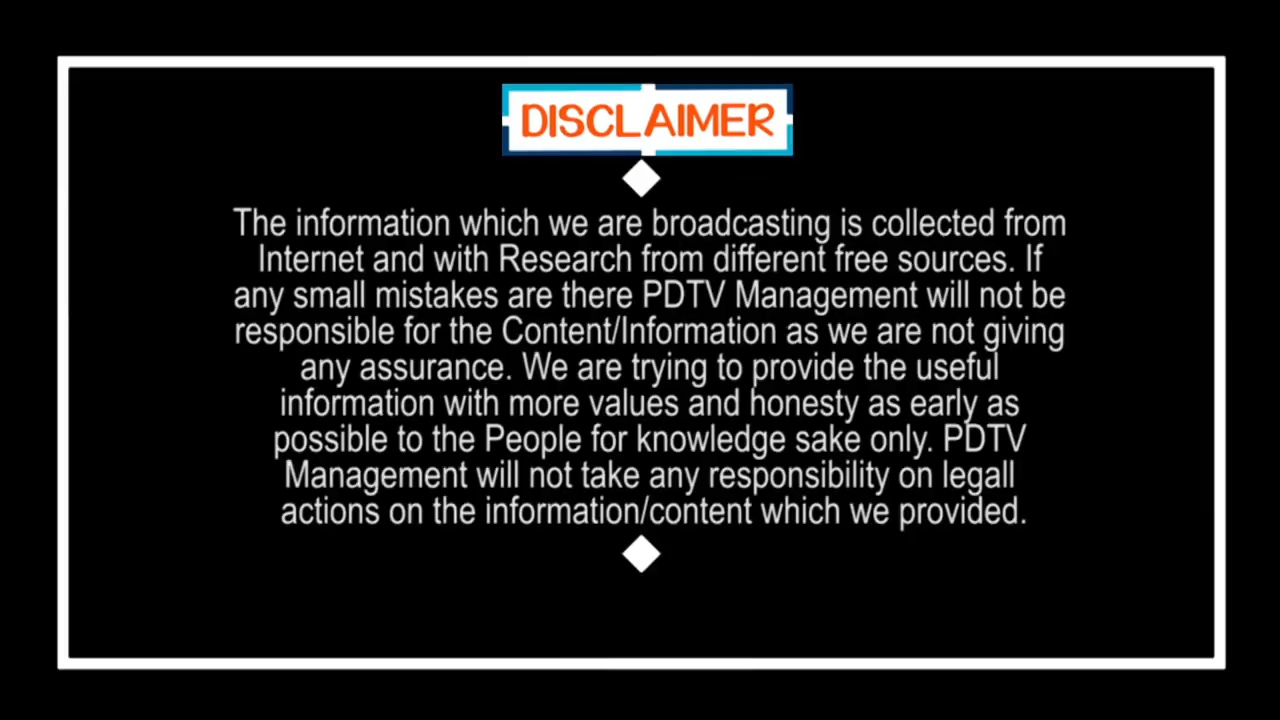 DISCLAIMER
The information which we are broadcasting is collected from
Internet and with Research from different free sources. If
any small mistakes are there PDTV Management will not be
responsible for the Content/Information as we are not giving
any assurance. We are trying to provide the useful
information with more values and honesty as early as
possible to the People for knowledge sake only. PDTV
Management will not take any responsibility on legall
actions on the information/content which we provided.